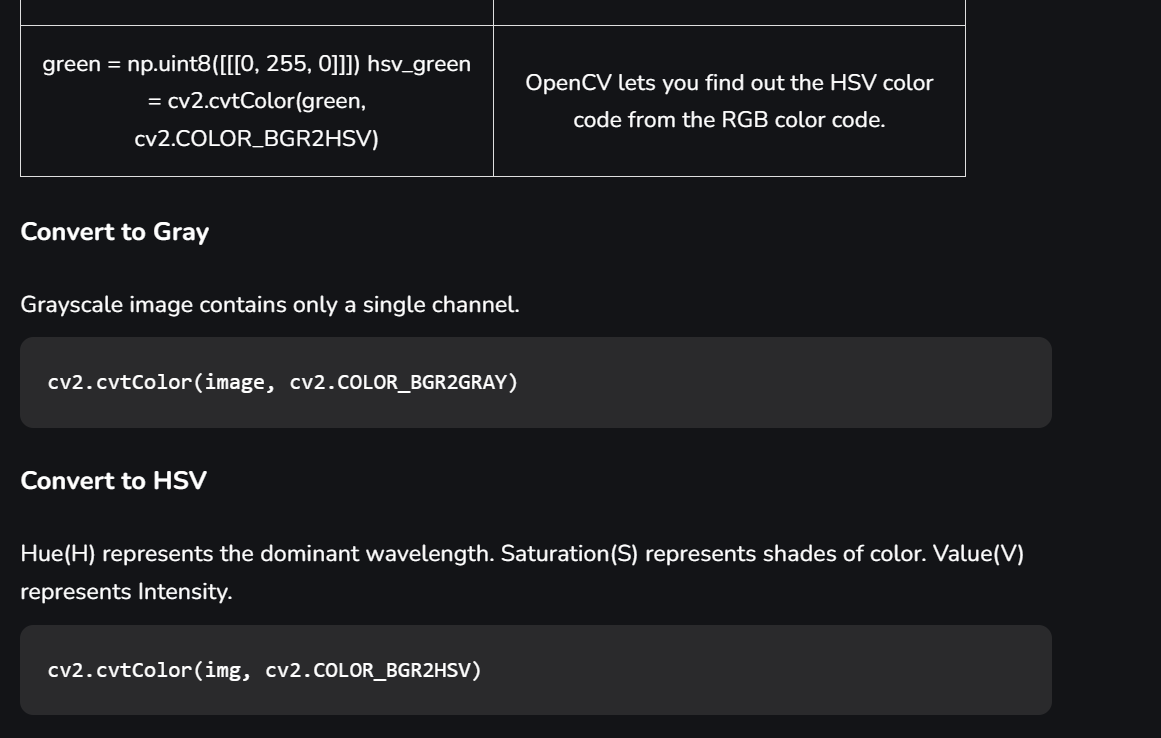 green = np.uint8([[[0, 255, 0]]]) hsv_green
= cv2.cvtColor(green,
cv2.COLOR_BGR2HSV)
OpenCV lets you find out the HSV color
code from the RGB color code.
Convert to Gray
Grayscale image contains only a single channel.
cv2.cvtColor(image, cv2.COLOR_BGR2GRAY)
Convert to HSV
Hue(H) represents the dominant wavelength. Saturation(S) represents shades of color. Value(V)
represents Intensity.
cv2.cvtColor(img, cv2.COLOR_BGR2HSV)